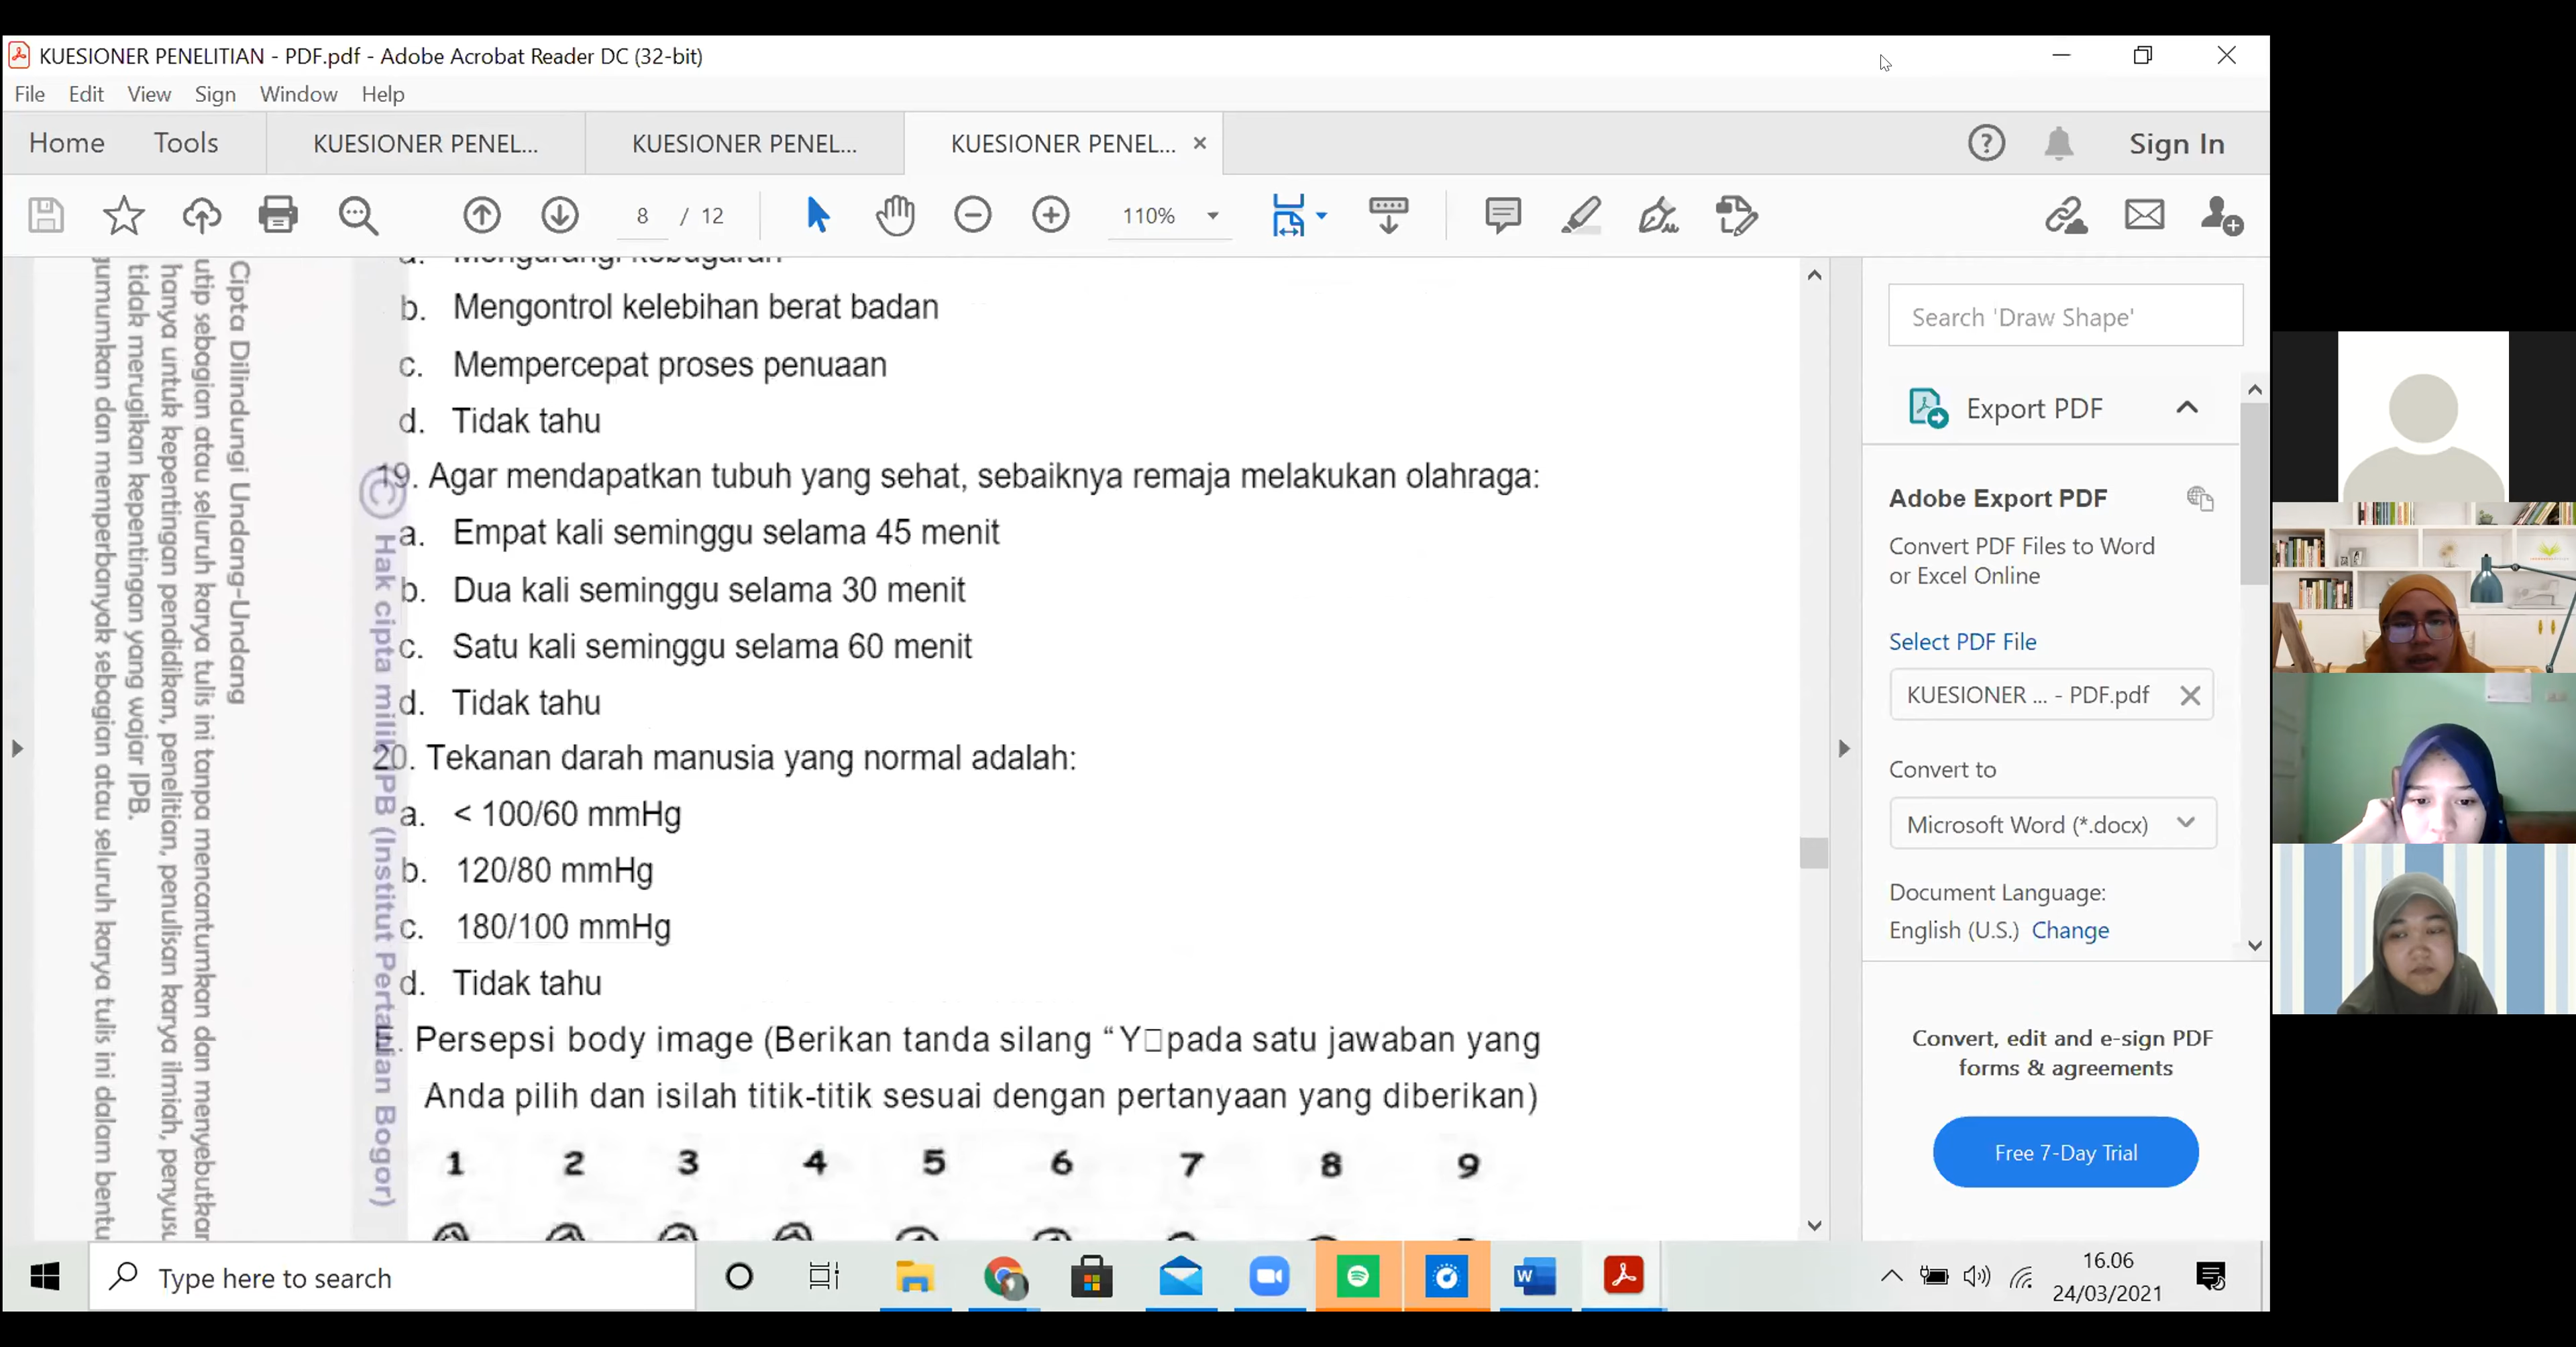 KUESIONER PENELITIAN - PDF.pdf - Adobe Acrobat Reader DC (32-bit)
File Edit View Sign Window Help
Home Tools KUESIONER PENEL... KUESIONER PENEL... KUESIONER PENEL... ×
Sign In
8 / 12 110%
b. Mengontrol kelebihan berat badan
c. Mempercepat proses penuaan
d. Tidak tahu
19. Agar mendapatkan tubuh yang sehat, sebaiknya remaja melakukan olahraga:
a. Empat kali seminggu selama 45 menit
b. Dua kali seminggu selama 30 menit
c. Satu kali seminggu selama 60 menit
d. Tidak tahu
20. Tekanan darah manusia yang normal adalah:
a. < 100/60 mmHg
b. 120/80 mmHg
c. 180/100 mmHg
d. Tidak tahu
Persepsi body image (Berikan tanda silang “Y□pada satu jawaban yang
Anda pilih dan isilah titik-titik sesuai dengan pertanyaan yang diberikan)
1 2 3 4 5 6 7 8 9
© Hak cipta milik IPB (Institut Pertanian Bogor)
Cipta Dilindungi Undang-Undang
utip sebagian atau seluruh karya tulis ini tanpa mencantumkan dan menyebutkan
hanya untuk kepentingan pendidikan, penelitian, penulisan karya ilmiah, penyusu
tidak merugikan kepentingan yang wajar IPB.
gumumkan dan memperbanyak sebagian atau seluruh karya tulis ini dalam bentu
Search 'Draw Shape'
Export PDF
Adobe Export PDF
Convert PDF Files to Word
or Excel Online
Select PDF File
KUESIONER ... - PDF.pdf
Convert to
Microsoft Word (*.docx)
Document Language:
English (U.S.) Change
Convert, edit and e-sign PDF
forms & agreements
Free 7-Day Trial
Type here to search
16.06
24/03/2021